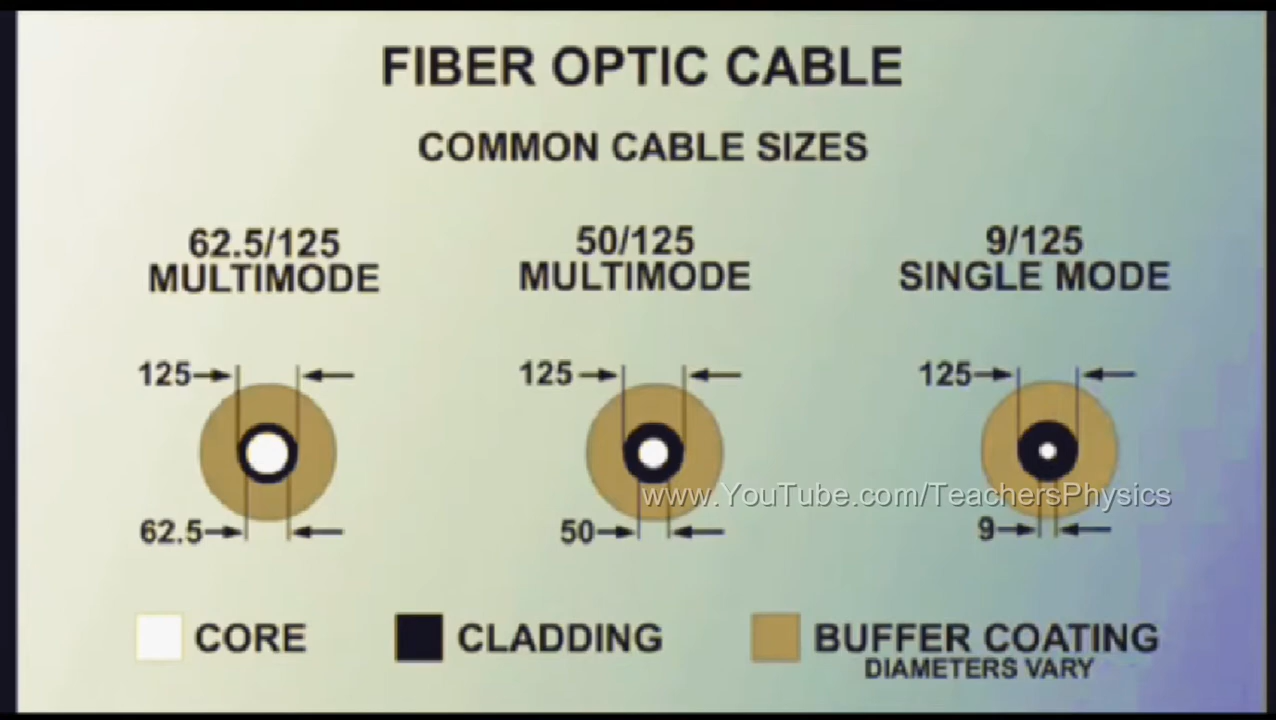 FIBER OPTIC CABLE
COMMON CABLE SIZES
62.5/125
MULTIMODE
50/125
MULTIMODE
9/125
SINGLE MODE
125
125
125
www.YouTube.com/TeachersPhysics
62.5
50
9
CORE
CLADDING
BUFFER COATING
DIAMETERS VARY